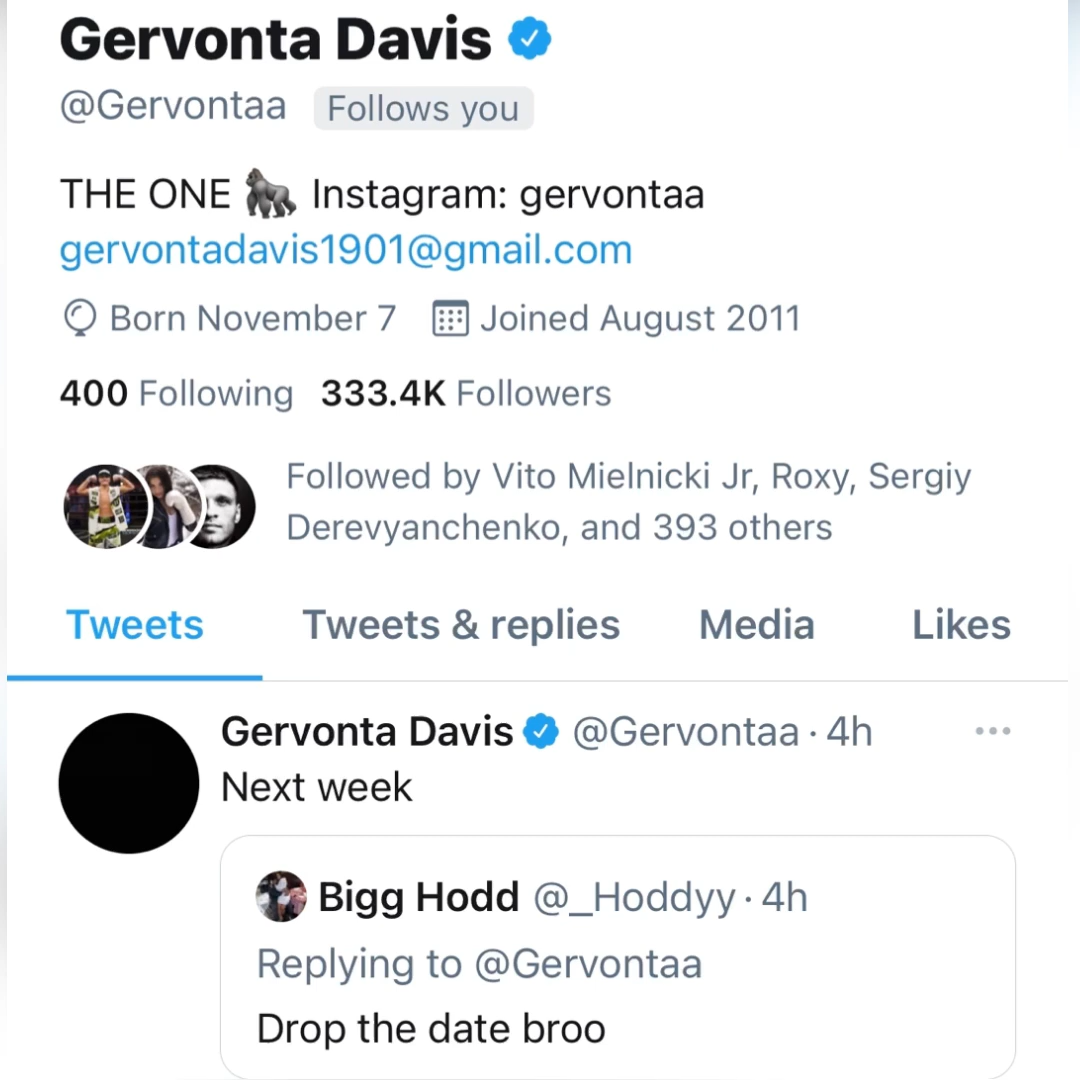 Gervonta Davis
@Gervontaa Follows you
THE ONE 🦍 Instagram: gervontaa
gervontadavis1901@gmail.com
Born November 7 Joined August 2011
400 Following 333.4K Followers
Followed by Vito Mielnicki Jr, Roxy, Sergiy
Derevyanchenko, and 393 others
Tweets Tweets & replies Media Likes
Gervonta Davis @Gervontaa · 4h
Next week
Bigg Hodd @_Hoddyy · 4h
Replying to @Gervontaa
Drop the date broo